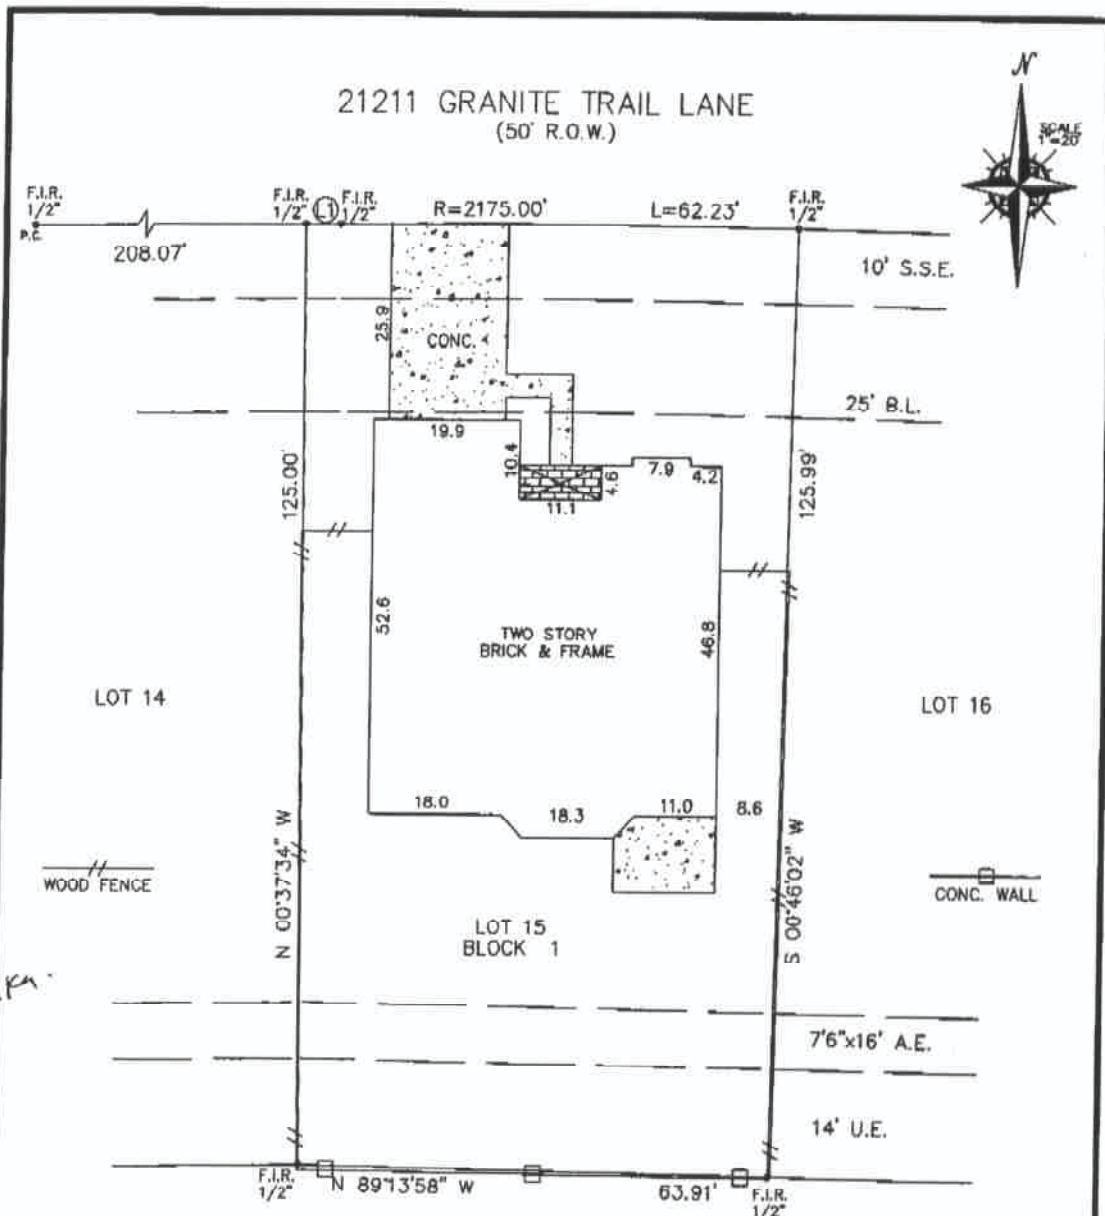 N
21211 GRANITE TRAIL LANE
(50' R.O.W.)
SCALE
1"=20'
F.I.R.
1/2"
P.C.
208.07'
F.I.R.
1/2"
L1
F.I.R.
1/2"
R=2175.00'
L=62.23'
F.I.R.
1/2"
10' S.S.E.
25.9
CONC.
25' B.L.
19.9
10.4
7.9
4.2
4.6
11.1
125.00'
125.99'
52.6
TWO STORY
BRICK & FRAME
46.8
LOT 14
LOT 16
18.0
18.3
11.0
8.6
WOOD FENCE
CONC. WALL
N 00°37'34" W
S 00°46'02" W
LOT 15
BLOCK 1
7'6"x16' A.E.
14' U.E.
F.I.R.
1/2"
N 89°13'58" W
63.91'
F.I.R.
1/2"